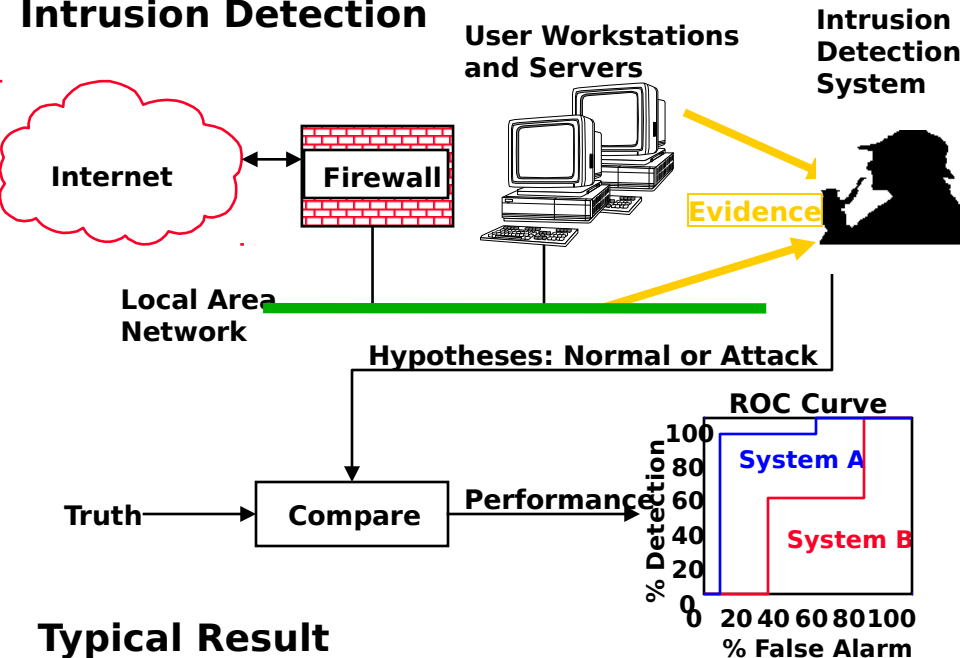 Intrusion Detection
User Workstations
and Servers
Intrusion
Detection
System
Internet
Firewall
Evidence
Local Area
Network
Hypotheses: Normal or Attack
ROC Curve
100
80
60
40
20
0
% Detection
System A
System B
0 20 40 60 80 100
% False Alarm
Truth
Compare
Performance
Typical Result